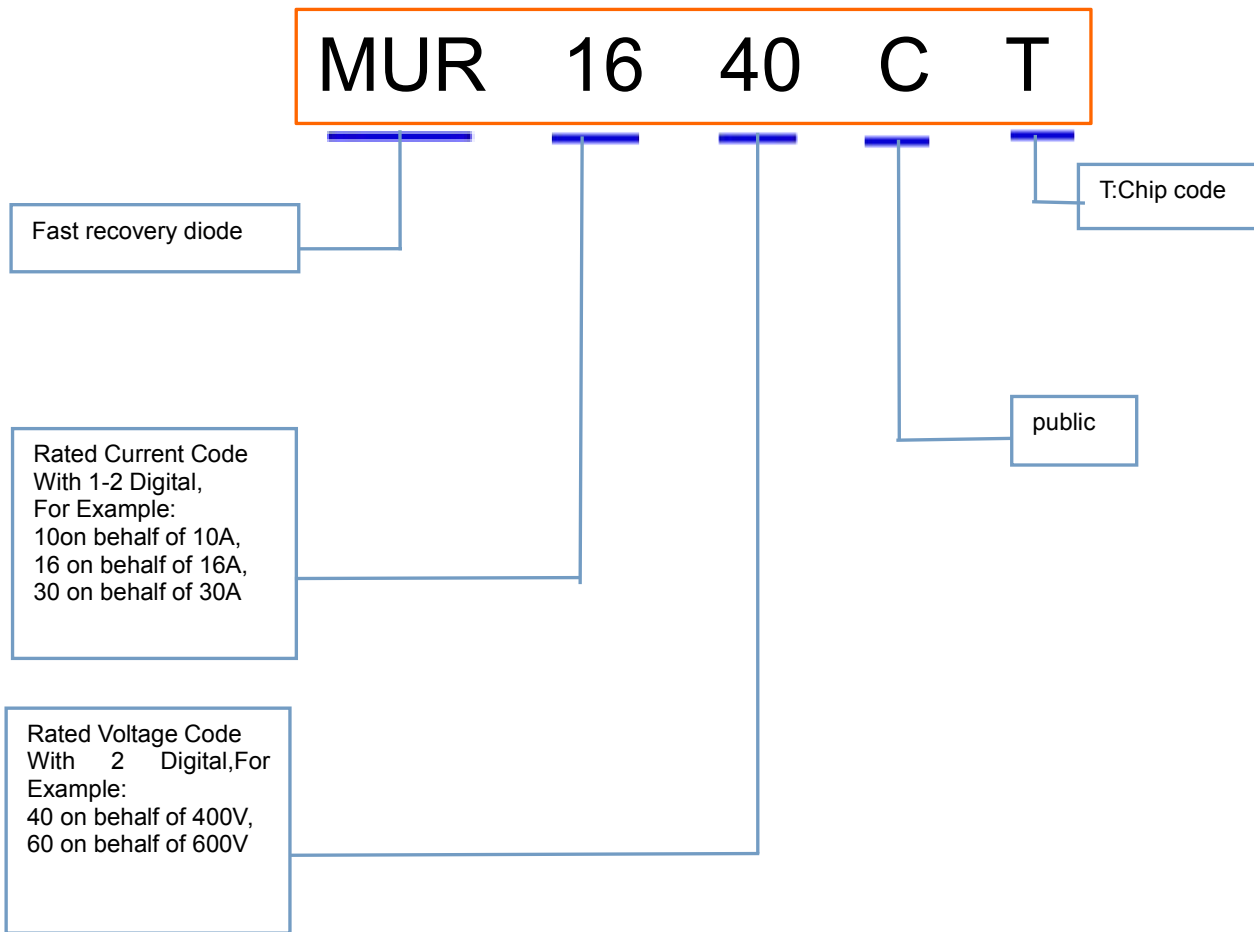 MUR 16 40 C T
T:Chip code
Fast recovery diode
public
Rated Current Code
With 1-2 Digital,
For Example:
10on behalf of 10A,
16 on behalf of 16A,
30 on behalf of 30A
Rated Voltage Code
With 2 Digital,For
Example:
40 on behalf of 400V,
60 on behalf of 600V